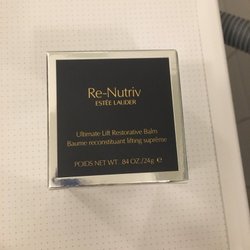 Re-Nutriv
ESTĒE LAUDER
Ultimate Lift Restorative Balm
Baume reconstituant lifting suprême
POIDS NET WT. .84 OZ./24g e